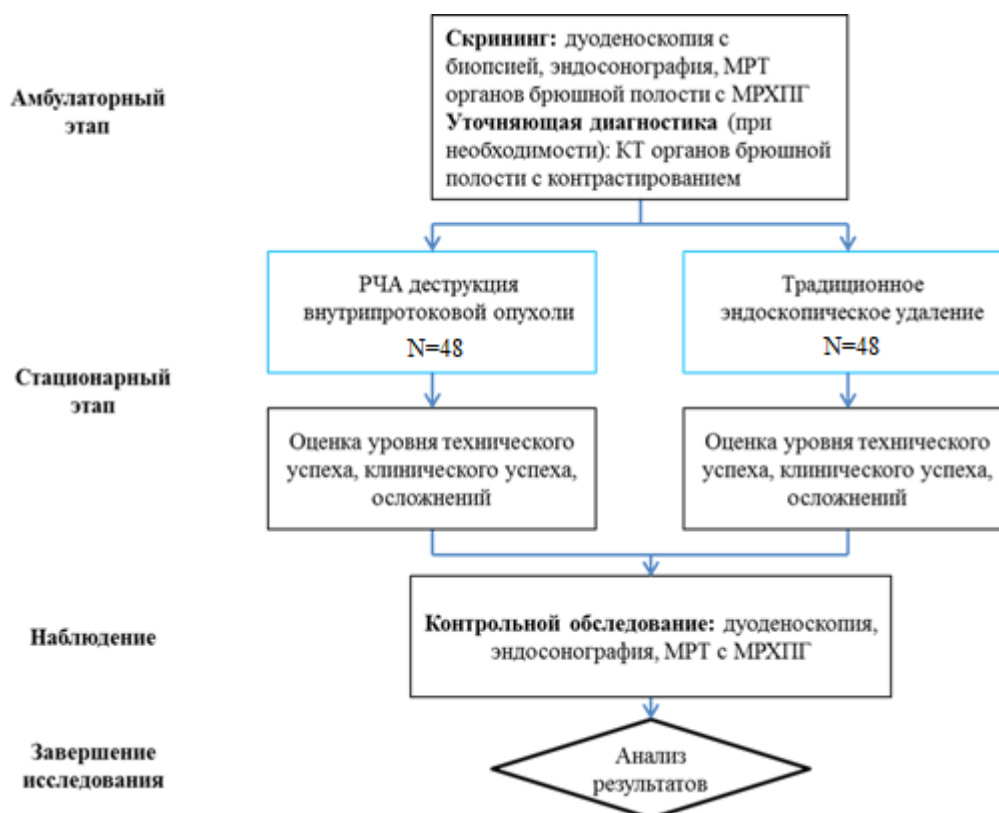 Амбулаторный
этап
Скрининг: дуоденоскопия с
биопсией, эндосонография, МРТ
органов брюшной полости с МРХПГ
Уточняющая диагностика (при
необходимости): КТ органов брюшной
полости с контрастированием
Стационарный
этап
РЧА деструкция
внутрипротоковой опухоли
N=48
Традиционное
эндоскопическое удаление
N=48
Оценка уровня технического
успеха, клинического успеха,
осложнений
Оценка уровня технического
успеха, клинического успеха,
осложнений
Наблюдение
Контрольной обследование: дуоденоскопия,
эндосонография, МРТ с МРХПГ
Завершение
исследования
Анализ
результатов